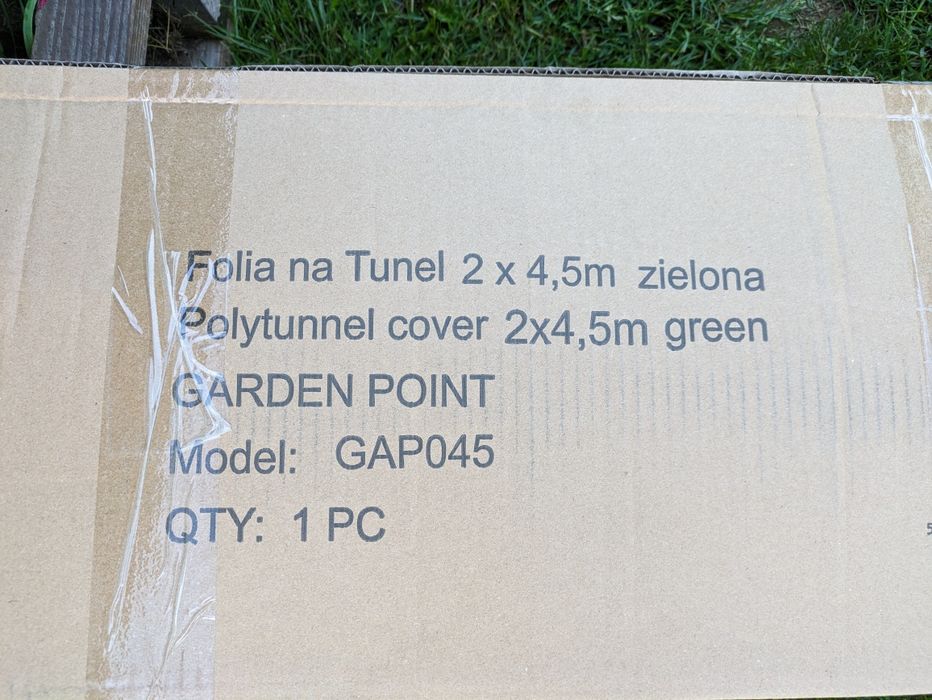 Folia na Tunel 2 x 4,5m zielona
Polytunnel cover 2x4,5m green
GARDEN POINT
Model: GAP045
QTY: 1 PC